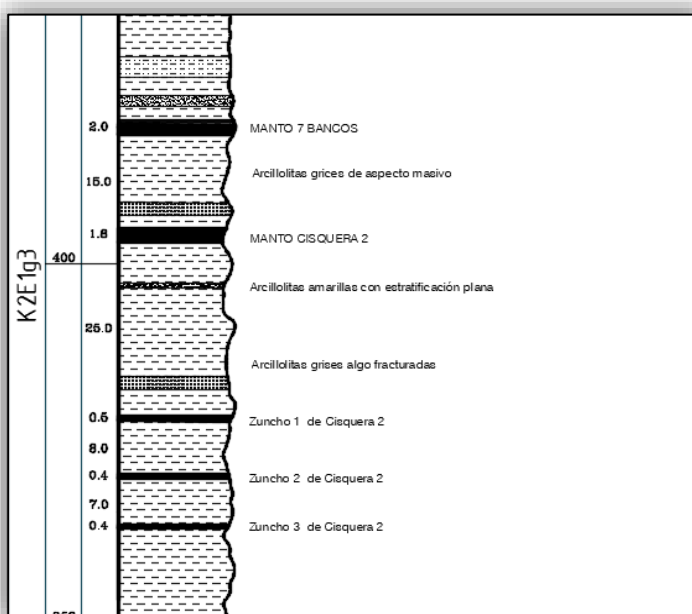 2.0 MANTO 7 BANCOS
Arcillolitas grices de aspecto masivo
15.0
1.8 MANTO CISQUERA 2
K2E1g3
400
Arcillolitas amarillas con estratificación plana
25.0
Arcillolitas grises algo fracturadas
0.5 Zuncho 1 de Cisquera 2
8.0
0.4 Zuncho 2 de Cisquera 2
7.0
0.4 Zuncho 3 de Cisquera 2